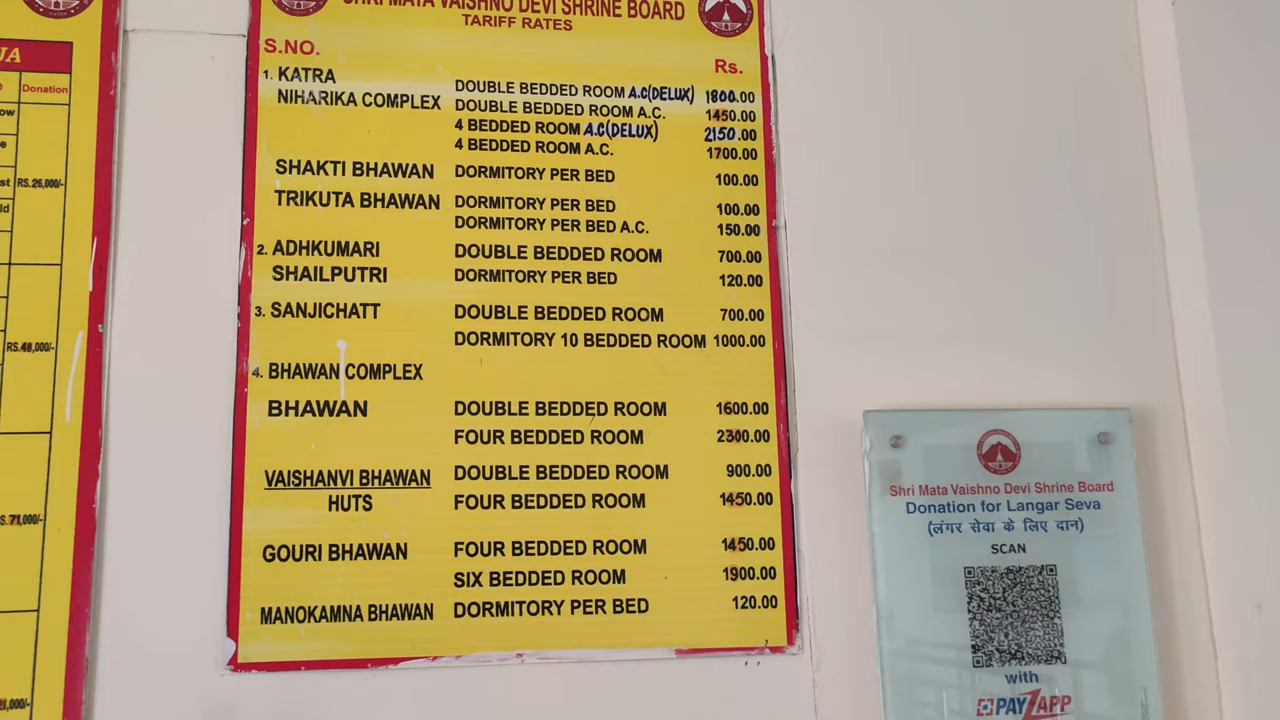 UA
Donation
RS.26,000/-
RS.48,000/-
71,000/-
SHRI MATA VAISHNO DEVI SHRINE BOARD
TARIFF RATES
S.NO.
Rs.
1. KATRA
NIHARIKA COMPLEX DOUBLE BEDDED ROOM A.C(DELUX) 1800.00
DOUBLE BEDDED ROOM A.C. 1450.00
4 BEDDED ROOM A.C(DELUX) 2150.00
4 BEDDED ROOM A.C. 1700.00
SHAKTI BHAWAN DORMITORY PER BED 100.00
TRIKUTA BHAWAN DORMITORY PER BED 100.00
DORMITORY PER BED A.C. 150.00
2. ADHKUMARI DOUBLE BEDDED ROOM 700.00
SHAILPUTRI DORMITORY PER BED 120.00
3. SANJICHATT DOUBLE BEDDED ROOM 700.00
DORMITORY 10 BEDDED ROOM 1000.00
4. BHAWAN COMPLEX
BHAWAN DOUBLE BEDDED ROOM 1600.00
FOUR BEDDED ROOM 2300.00
VAISHANVI BHAWAN DOUBLE BEDDED ROOM 900.00
HUTS FOUR BEDDED ROOM 1450.00
GOURI BHAWAN FOUR BEDDED ROOM 1450.00
SIX BEDDED ROOM 1900.00
MANOKAMNA BHAWAN DORMITORY PER BED 120.00
Shri Mata Vaishno Devi Shrine Board
Donation for Langar Seva
(लंगर सेवा के लिए दान)
SCAN
with
PAYZAPP